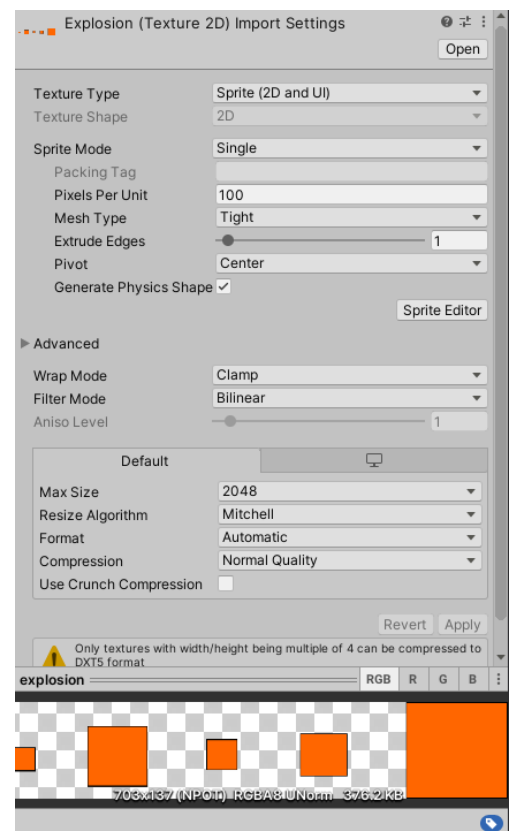 Explosion (Texture 2D) Import Settings
Open
Texture Type Sprite (2D and UI)
Texture Shape 2D
Sprite Mode Single
Packing Tag
Pixels Per Unit 100
Mesh Type Tight
Extrude Edges 1
Pivot Center
Generate Physics Shape
Sprite Editor
Advanced
Wrap Mode Clamp
Filter Mode Bilinear
Aniso Level 1
Default
Max Size 2048
Resize Algorithm Mitchell
Format Automatic
Compression Normal Quality
Use Crunch Compression
Revert Apply
Only textures with width/height being multiple of 4 can be compressed to
DXT5 format
explosion RGB R G B
703x137 (NPOT) RGBA8 UNorm 376.2 KB